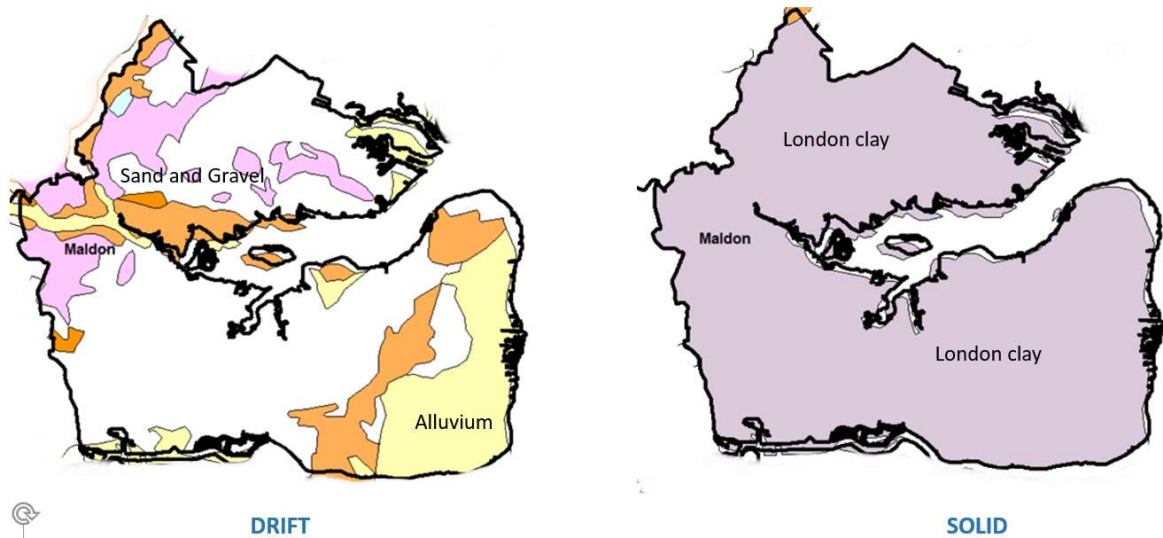 Sand and Gravel
Maldon
Alluvium
DRIFT
London clay
Maldon
London clay
SOLID